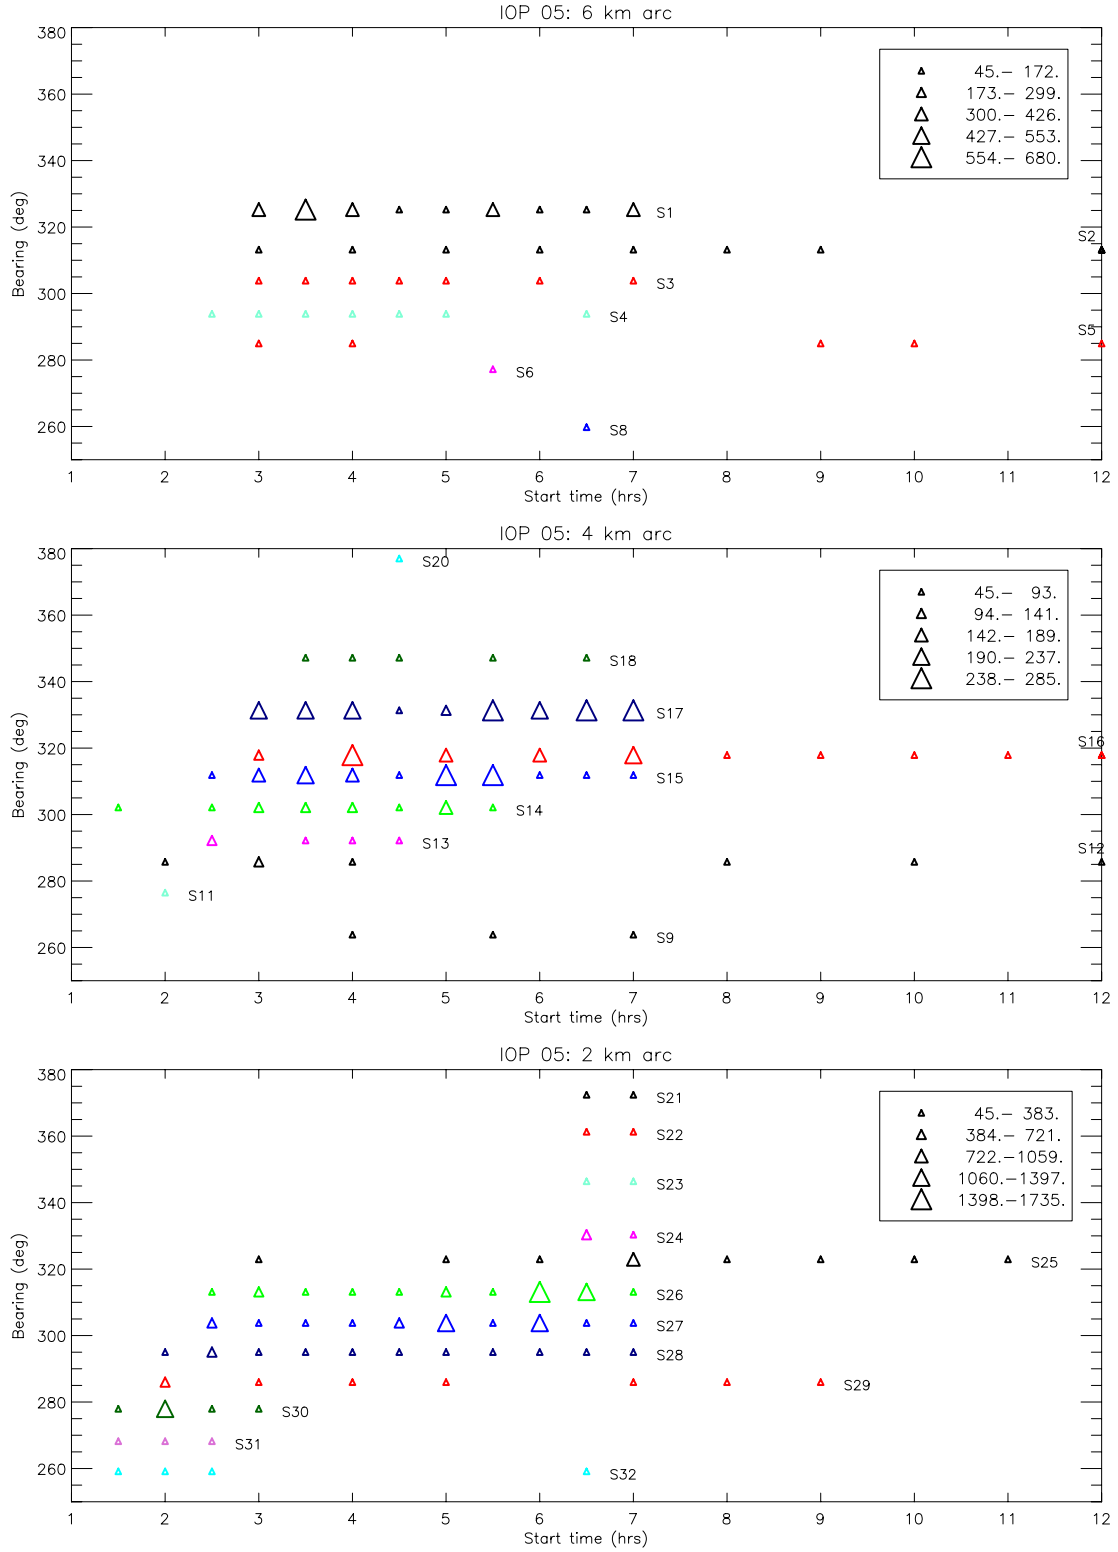 IOP 05: 6 km arc
380
360
340
320
300
280
260
Bearing (deg)
45.– 172.
173.– 299.
300.– 426.
427.– 553.
554.– 680.
S1
S2
S3
S4
S5
S6
S8
1 2 3 4 5 6 7 8 9 10 11 12
Start time (hrs)
IOP 05: 4 km arc
380
360
340
320
300
280
260
Bearing (deg)
45.– 93.
94.– 141.
142.– 189.
190.– 237.
238.– 285.
S20
S18
S17
S16
S15
S14
S13
S12
S11
S9
1 2 3 4 5 6 7 8 9 10 11 12
Start time (hrs)
IOP 05: 2 km arc
380
360
340
320
300
280
260
Bearing (deg)
45.– 383.
384.– 721.
722.–1059.
1060.–1397.
1398.–1735.
S21
S22
S23
S24
S25
S26
S27
S28
S29
S30
S31
S32
1 2 3 4 5 6 7 8 9 10 11 12
Start time (hrs)